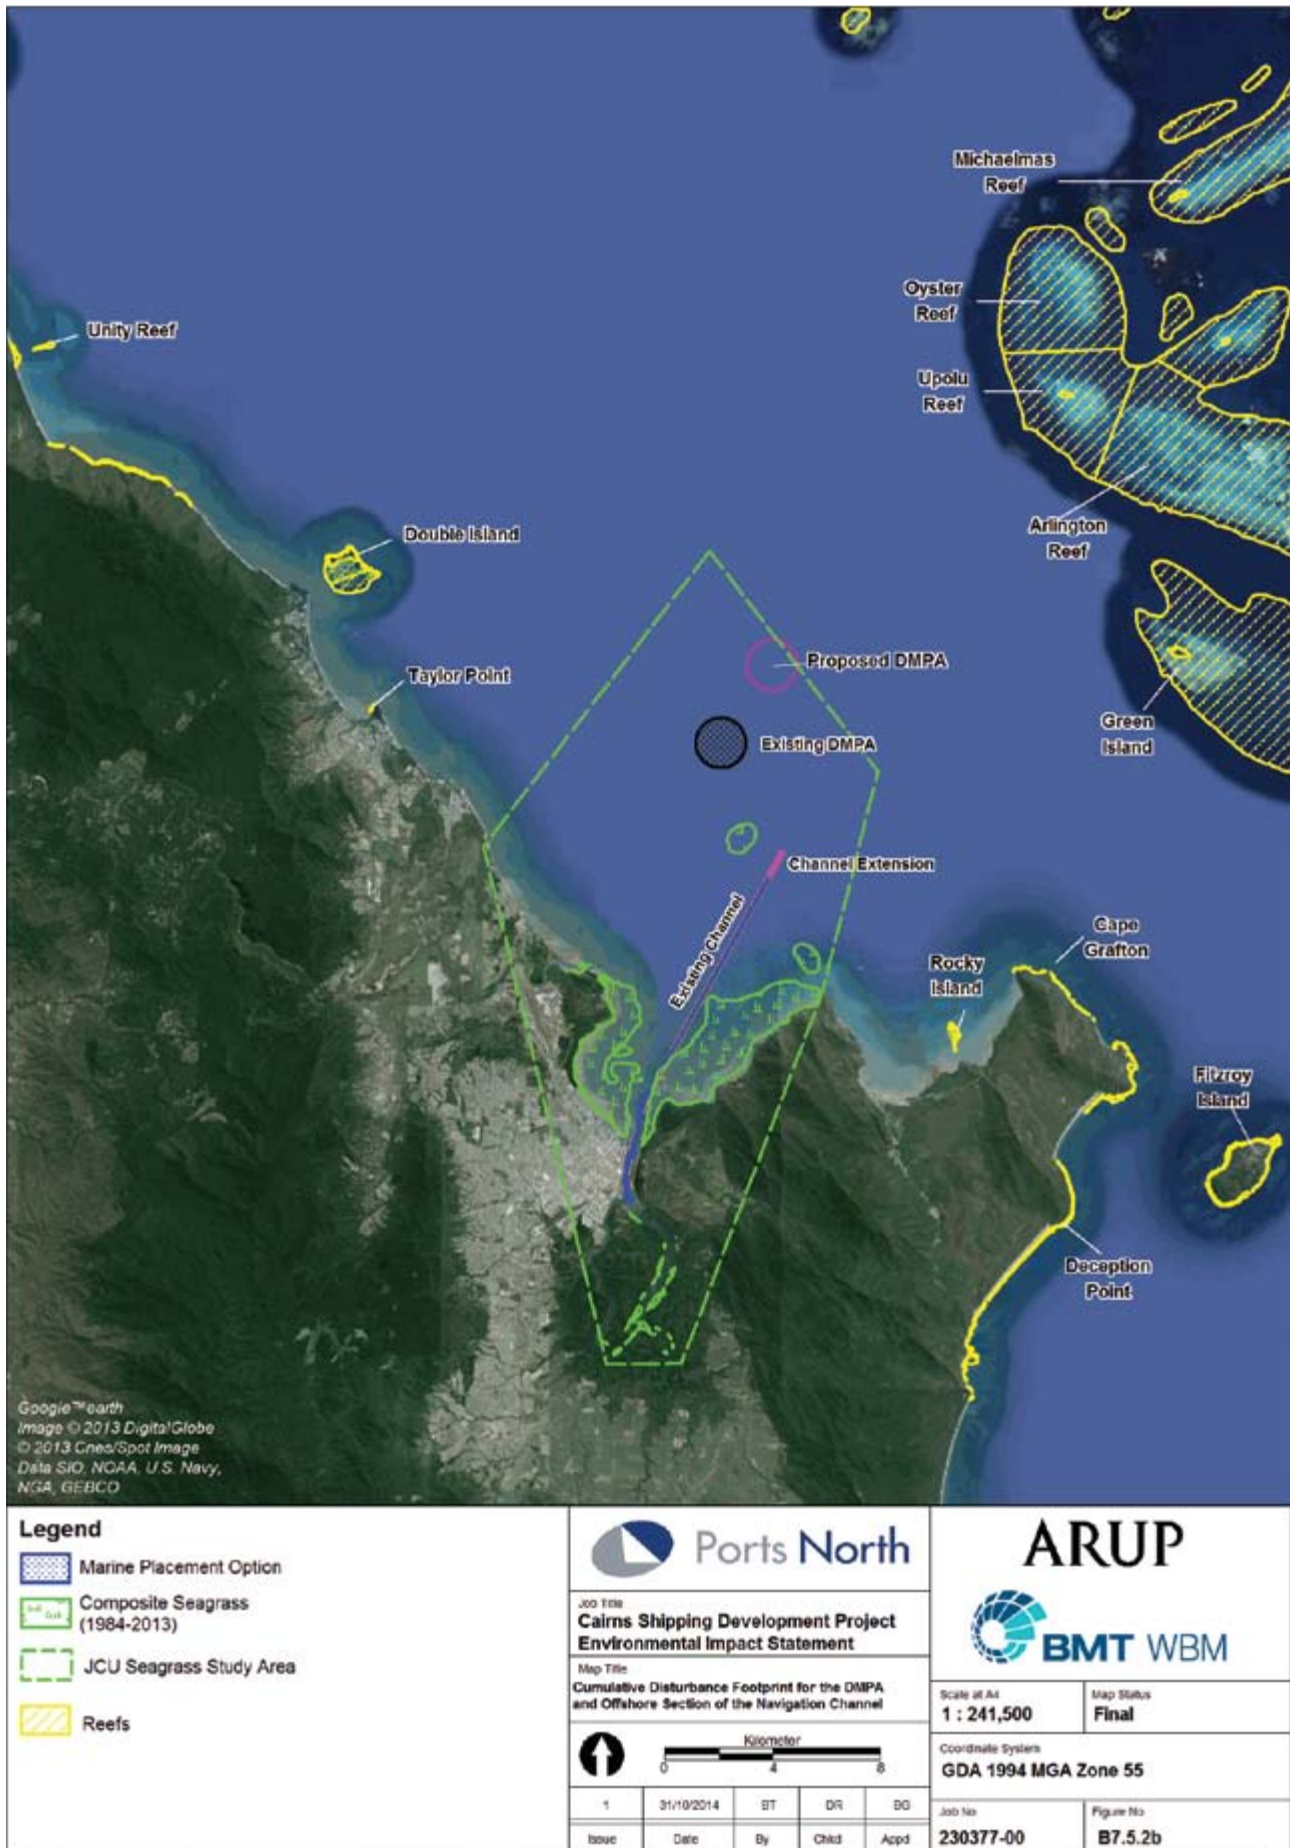 Michaelmas
Reef
Oyster
Reef
Unity Reef
Upolu
Reef
Arlington
Reef
Double Island
Proposed DMPA
Taylor Point
Green
Island
Existing DMPA
Channel Extension
Existing Channel
Cape
Grafton
Rocky
Island
Fitzroy
Island
Deception
Point
Google™earth
Image © 2013 DigitalGlobe
© 2013 Cnes/Spot Image
Data SIO, NOAA, U.S. Navy,
NGA, GEBCO
Legend
Marine Placement Option
Composite Seagrass
(1984-2013)
JCU Seagrass Study Area
Reefs
Ports North
Job Title
Cairns Shipping Development Project
Environmental Impact Statement
Map Title
Cumulative Disturbance Footprint for the DMPA
and Offshore Section of the Navigation Channel
Kilometer
0 4 8
1 31/10/2014 BT DR BG
Issue Date By Chkd Appd
ARUP
BMT WBM
Scale at A4
1 : 241,500
Map Status
Final
Coordinate System
GDA 1994 MGA Zone 55
Job No
230377-00
Figure No
B7.5.2b